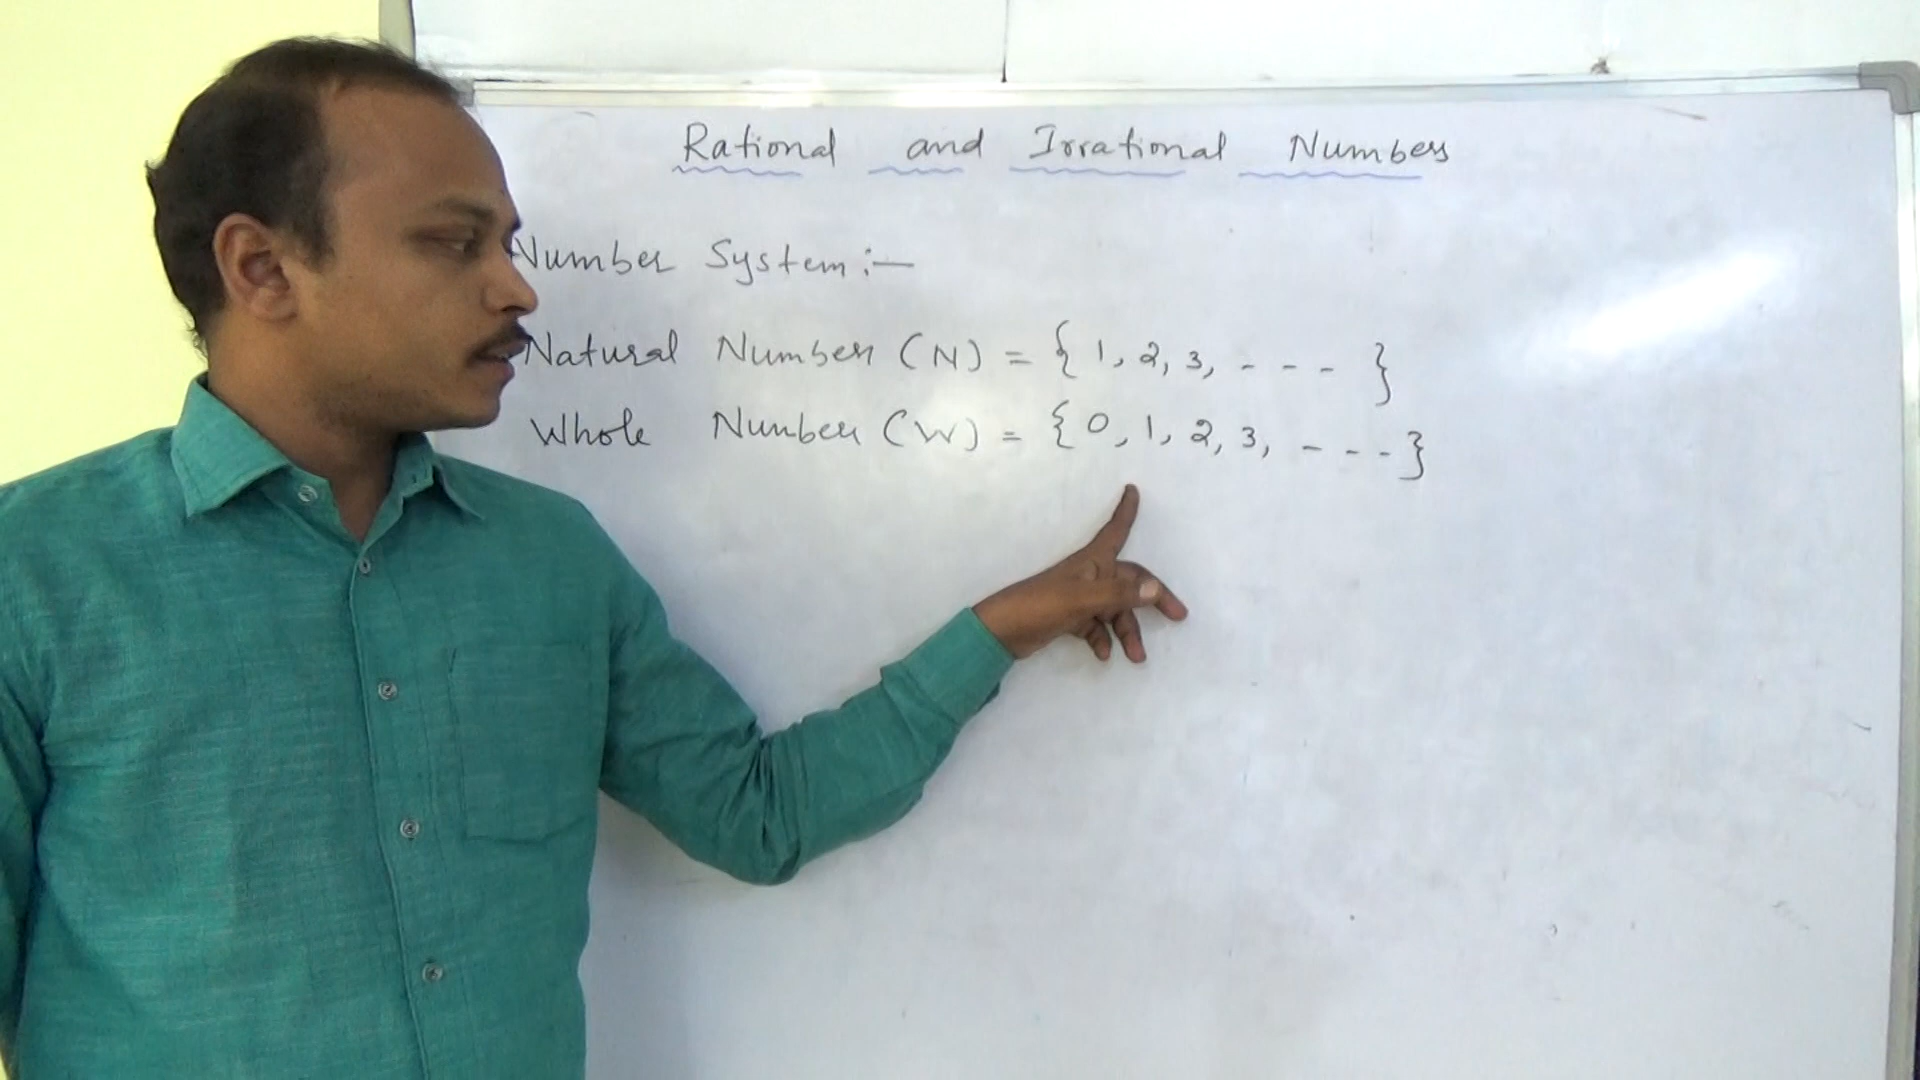 Rational and Irrational Numbers
Number System :—
Natural Number (N) = { 1, 2, 3, - - - }
Whole Number (W) = { 0, 1, 2, 3, - - - }